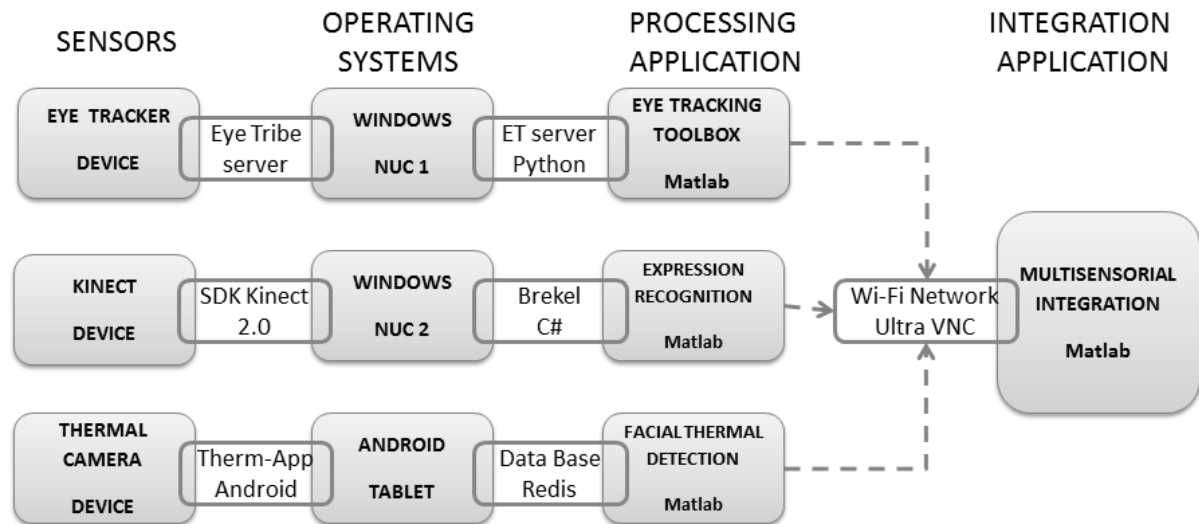 SENSORS
OPERATING
SYSTEMS
PROCESSING
APPLICATION
INTEGRATION
APPLICATION
EYE TRACKER
DEVICE
Eye Tribe
server
WINDOWS
NUC 1
ET server
Python
EYE TRACKING
TOOLBOX
Matlab
KINECT
DEVICE
SDK Kinect
2.0
WINDOWS
NUC 2
Brekel
C#
EXPRESSION
RECOGNITION
Matlab
Wi-Fi Network
Ultra VNC
MULTISENSORIAL
INTEGRATION
Matlab
THERMAL
CAMERA
DEVICE
Therm-App
Android
ANDROID
TABLET
Data Base
Redis
FACIAL THERMAL
DETECTION
Matlab